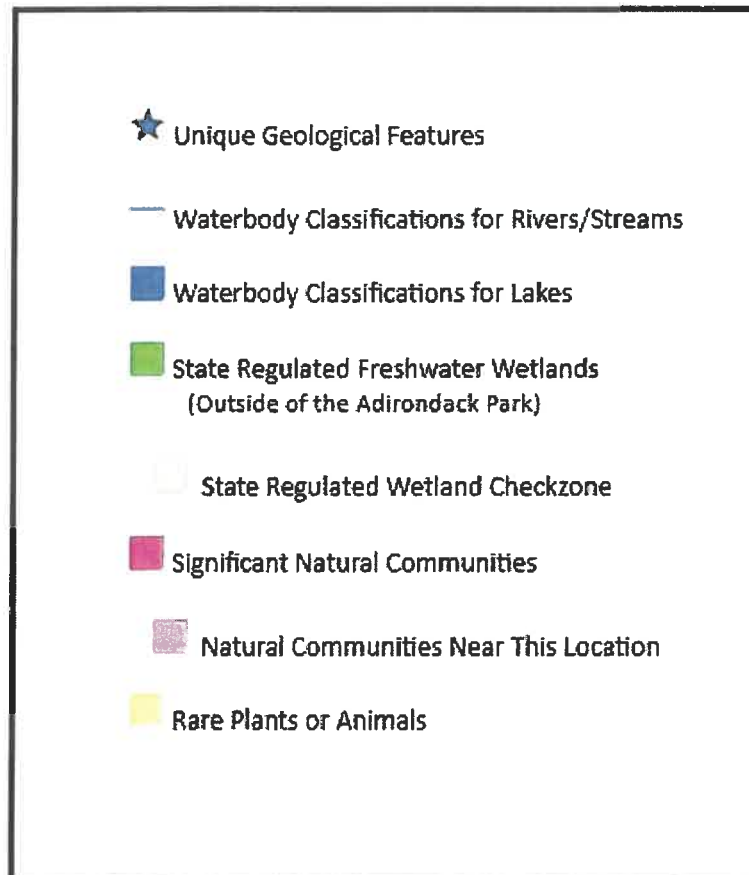 Unique Geological Features
Waterbody Classifications for Rivers/Streams
Waterbody Classifications for Lakes
State Regulated Freshwater Wetlands
(Outside of the Adirondack Park)
State Regulated Wetland Checkzone
Significant Natural Communities
Natural Communities Near This Location
Rare Plants or Animals